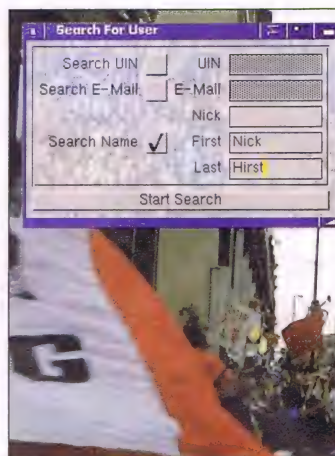 Search For User
Search UIN UIN
Search E-Mail E-Mail
Nick
Search Name First Nick
Last Hirst
Start Search
G